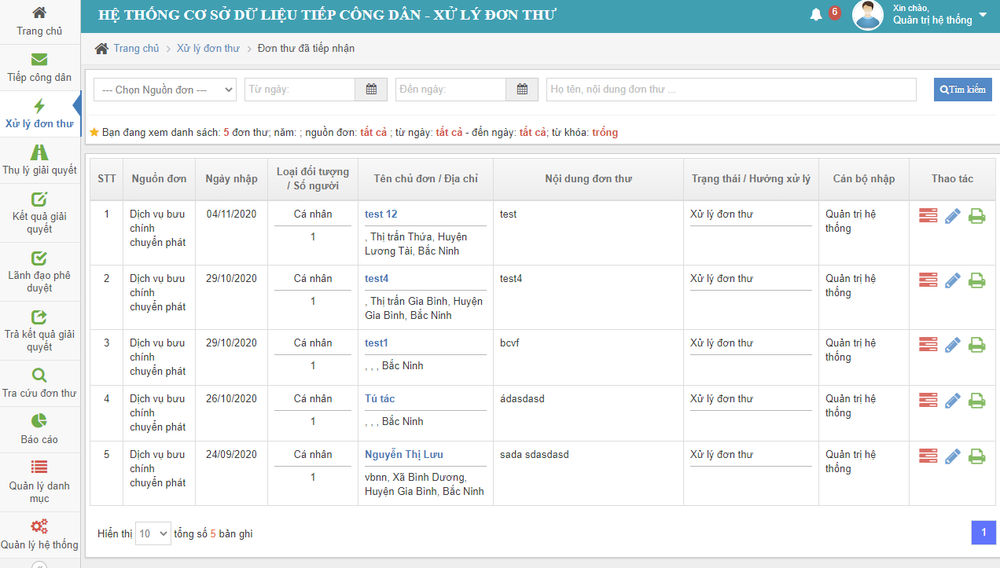 HỆ THỐNG CƠ SỞ DỮ LIỆU TIẾP CÔNG DÂN - XỬ LÝ ĐƠN THƯ
6
Xin chào,
Quản trị hệ thống
Trang chủ
Tiếp công dân
Xử lý đơn thư
Thụ lý giải quyết
Kết quả giải
quyết
Lãnh đạo phê
duyệt
Trả kết quả giải
quyết
Tra cứu đơn thư
Báo cáo
Quản lý danh
mục
Quản lý hệ thống
Trang chủ > Xử lý đơn thư > Đơn thư đã tiếp nhận
--- Chọn Nguồn đơn ---
Từ ngày:
Đến ngày:
Họ tên, nội dung đơn thư ...
Tìm kiếm
Bạn đang xem danh sách: 5 đơn thư; năm: ; nguồn đơn: tất cả ; từ ngày: tất cả - đến ngày: tất cả; từ khóa: trống
STT
Nguồn đơn
Ngày nhập
Loại đối tượng
/ Số người
Tên chủ đơn / Địa chỉ
Nội dung đơn thư
Trạng thái / Hướng xử lý
Cán bộ nhập
Thao tác
1
Dịch vụ bưu
chính
chuyển phát
04/11/2020
Cá nhân
1
test 12
, Thị trấn Thứa, Huyện
Lương Tài, Bắc Ninh
test
Xử lý đơn thư
Quản trị hệ
thống
2
Dịch vụ bưu
chính
chuyển phát
29/10/2020
Cá nhân
1
test4
, Thị trấn Gia Bình, Huyện
Gia Bình, Bắc Ninh
test4
Xử lý đơn thư
Quản trị hệ
thống
3
Dịch vụ bưu
chính
chuyển phát
29/10/2020
Cá nhân
1
test1
, , , Bắc Ninh
bcvf
Xử lý đơn thư
Quản trị hệ
thống
4
Dịch vụ bưu
chính
chuyển phát
26/10/2020
Cá nhân
1
Tú tác
, , , Bắc Ninh
ádasdasd
Xử lý đơn thư
Quản trị hệ
thống
5
Dịch vụ bưu
chính
chuyển phát
24/09/2020
Cá nhân
1
Nguyễn Thị Lưu
vbnn, Xã Bình Dương,
Huyện Gia Bình, Bắc Ninh
sada sdasdasd
Xử lý đơn thư
Quản trị hệ
thống
Hiển thị 10 tổng số 5 bản ghi
1